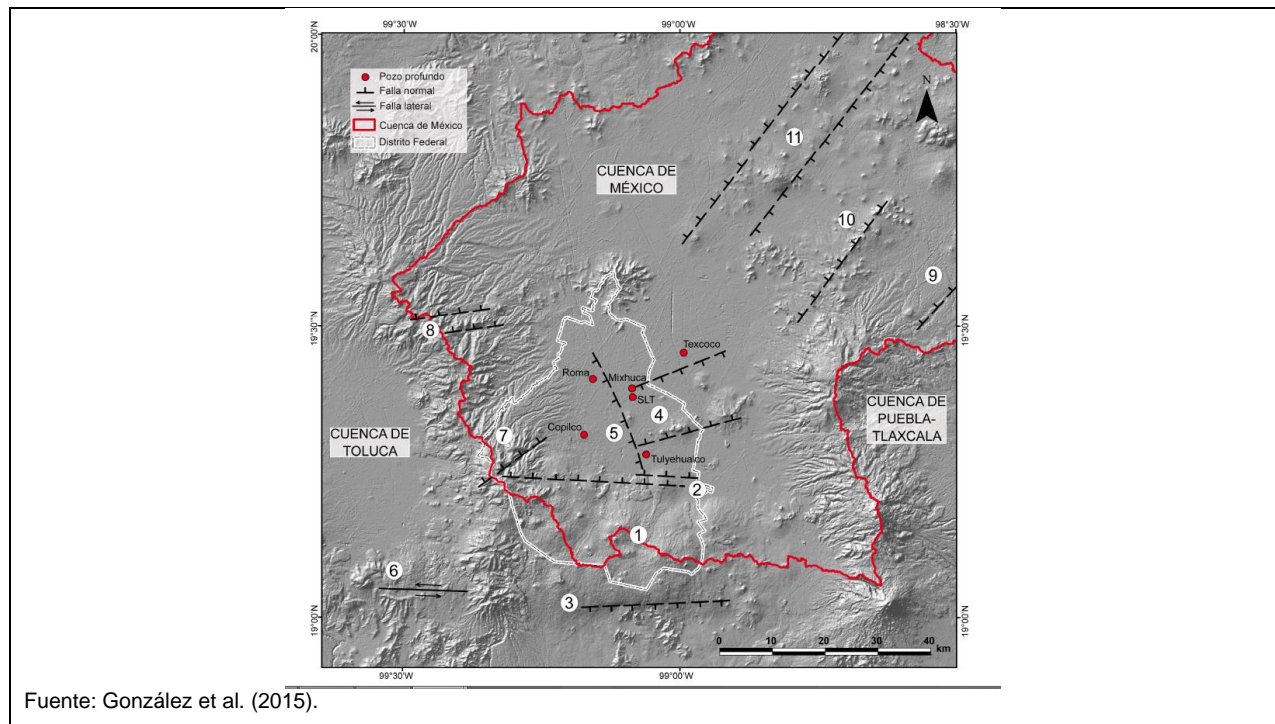 99°30'W
99°00'W
98°30'W
20°00'N
20°00'N
Pozo profundo
Falla normal
Falla lateral
Cuenca de México
Distrito Federal
N
11
CUENCA DE
MÉXICO
10
9
19°30'N
19°30'N
8
Texcoco
Roma
Mixhuca
SLT
4
CUENCA DE
PUEBLA-
TLAXCALA
CUENCA DE
TOLUCA
7
Copilco
5
Tulyehualco
2
1
6
3
19°00'N
19°00'N
0 10 20 30 40
km
99°30'W
99°00'W
Fuente: González et al. (2015).